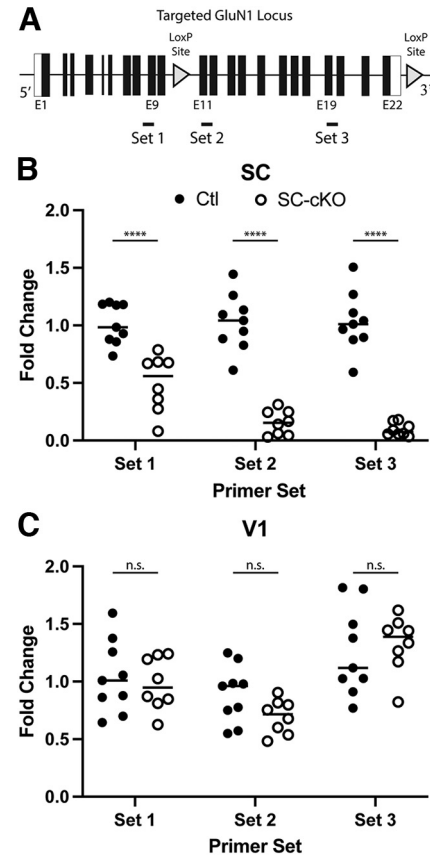 A
Targeted GluN1 Locus
LoxP
Site
LoxP
Site
5’
3’
E1
E9
E11
E19
E22
Set 1
Set 2
Set 3
B
SC
Ctl
SC-cKO
****
****
****
2.0
1.5
1.0
0.5
0.0
Fold Change
Set 1
Set 2
Set 3
Primer Set
C
V1
n.s.
n.s.
n.s.
2.0
1.5
1.0
0.5
0.0
Fold Change
Set 1
Set 2
Set 3
Primer Set